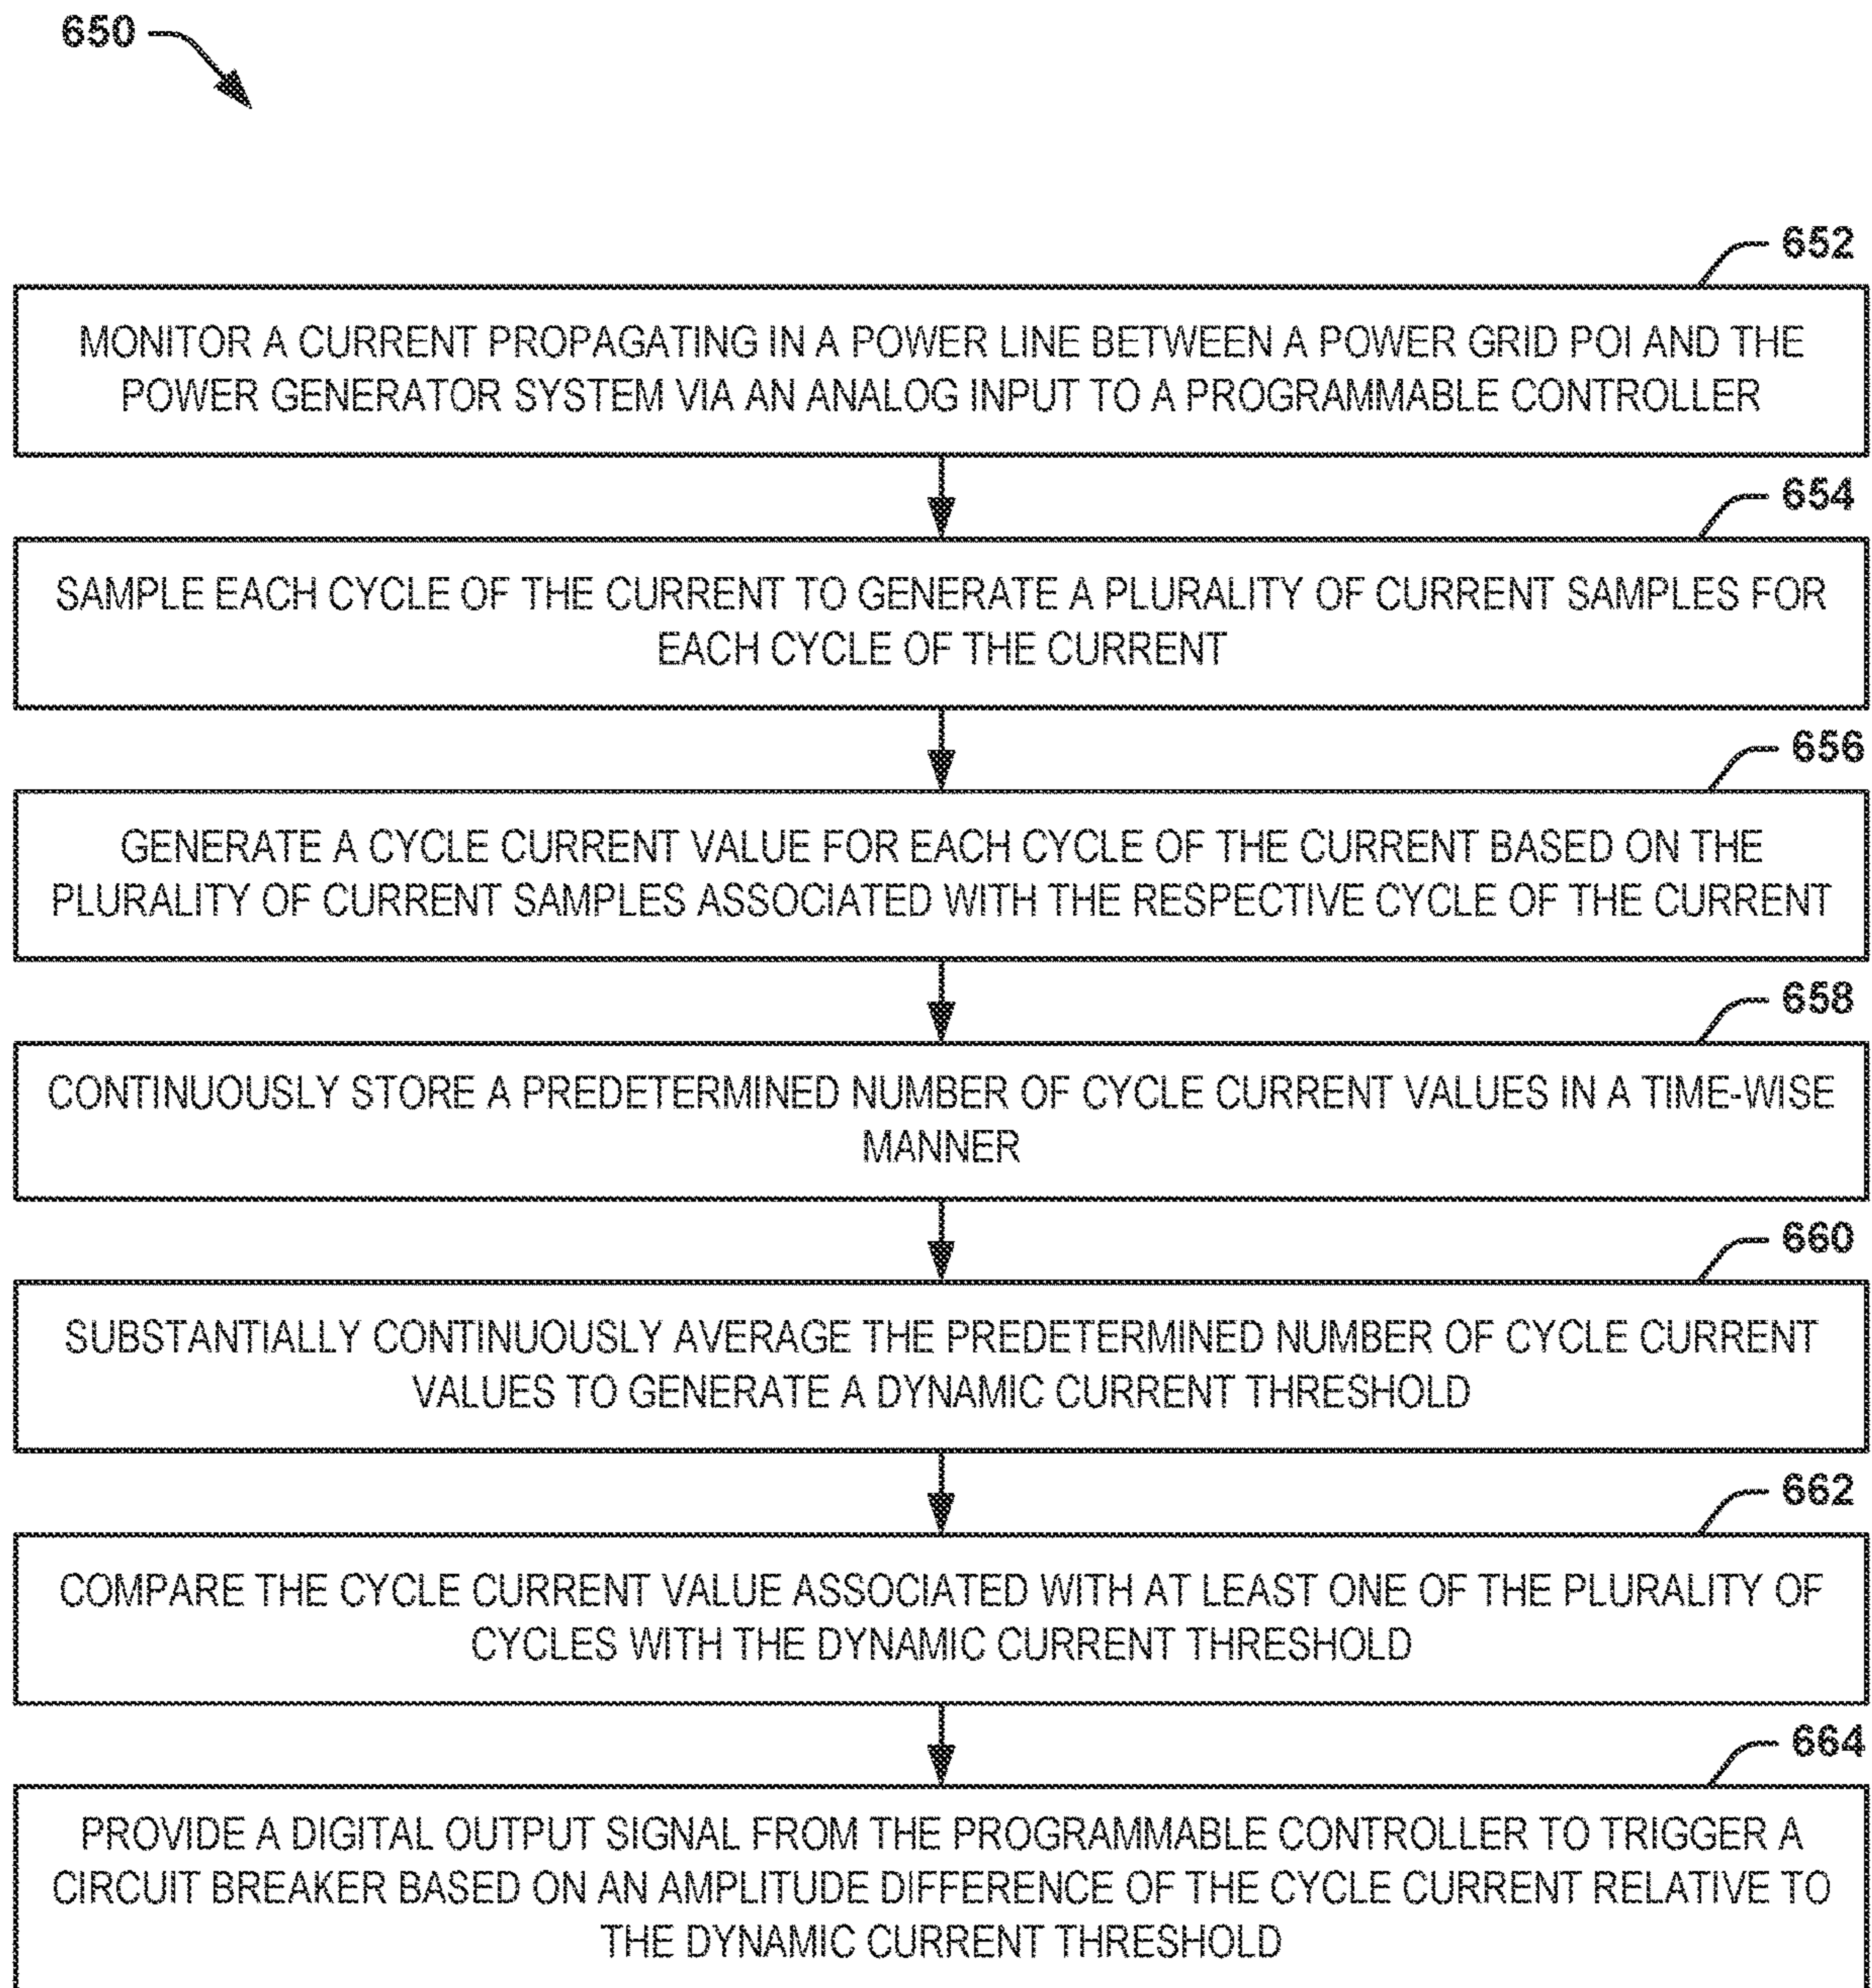 650
652
MONITOR A CURRENT PROPAGATING IN A POWER LINE BETWEEN A POWER GRID POI AND THE
POWER GENERATOR SYSTEM VIA AN ANALOG INPUT TO A PROGRAMMABLE CONTROLLER
654
SAMPLE EACH CYCLE OF THE CURRENT TO GENERATE A PLURALITY OF CURRENT SAMPLES FOR
EACH CYCLE OF THE CURRENT
656
GENERATE A CYCLE CURRENT VALUE FOR EACH CYCLE OF THE CURRENT BASED ON THE
PLURALITY OF CURRENT SAMPLES ASSOCIATED WITH THE RESPECTIVE CYCLE OF THE CURRENT
658
CONTINUOUSLY STORE A PREDETERMINED NUMBER OF CYCLE CURRENT VALUES IN A TIME-WISE
MANNER
660
SUBSTANTIALLY CONTINUOUSLY AVERAGE THE PREDETERMINED NUMBER OF CYCLE CURRENT
VALUES TO GENERATE A DYNAMIC CURRENT THRESHOLD
662
COMPARE THE CYCLE CURRENT VALUE ASSOCIATED WITH AT LEAST ONE OF THE PLURALITY OF
CYCLES WITH THE DYNAMIC CURRENT THRESHOLD
664
PROVIDE A DIGITAL OUTPUT SIGNAL FROM THE PROGRAMMABLE CONTROLLER TO TRIGGER A
CIRCUIT BREAKER BASED ON AN AMPLITUDE DIFFERENCE OF THE CYCLE CURRENT RELATIVE TO
THE DYNAMIC CURRENT THRESHOLD